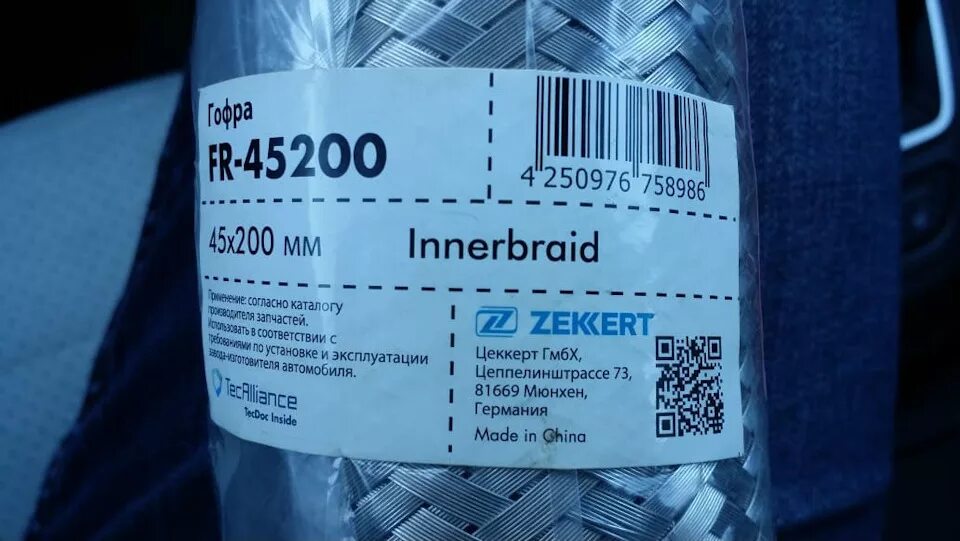 Гофра
FR-45200
4 250976 758986
45x200 мм
Innerbraid
Применение: согласно каталогу
производителя запчастей.
Использовать в соответствии с
требованиями по установке и эксплуатации
завода-изготовителя автомобиля.
TecAlliance
TecDoc Inside
ZEKKERT
Цеккерт ГмбХ,
Цеппелинштрассе 73,
81669 Мюнхен,
Германия
Made in China